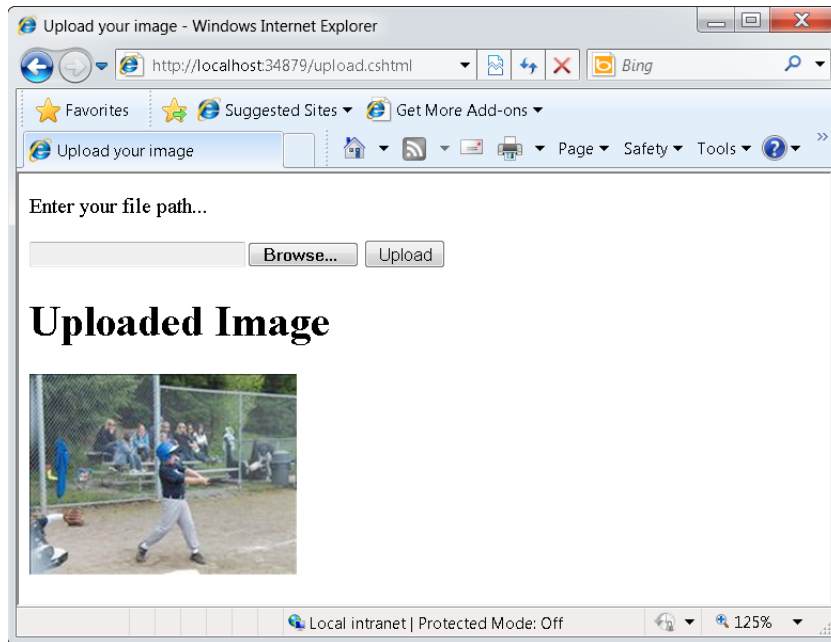 Upload your image - Windows Internet Explorer
http://localhost:34879/upload.cshtml
Bing
Favorites
Suggested Sites
Get More Add-ons
Upload your image
Page
Safety
Tools
»
Enter your file path...
Browse...
Upload
Uploaded Image
Local intranet | Protected Mode: Off
125%